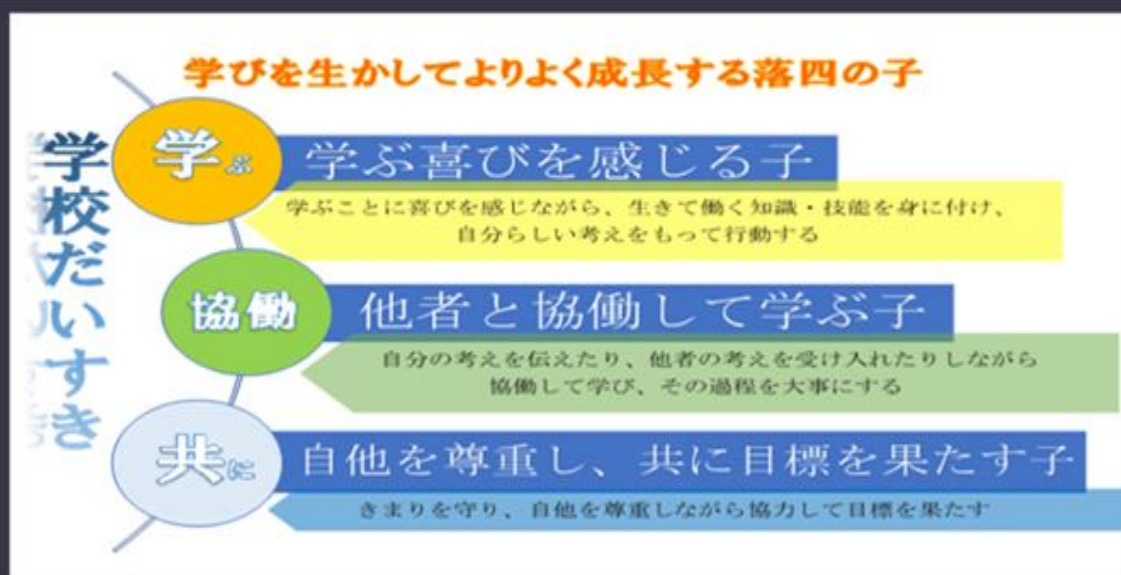 学びを生かしてよりよく成長する落四の子
学校だいすき
学ぶ
学ぶ喜びを感じる子
学ぶことに喜びを感じながら、生きて働く知識・技能を身に付け、
自分らしい考えをもって行動する
協働
他者と協働して学ぶ子
自分の考えを伝えたり、他者の考えを受け入れたりしながら
協働して学び、その過程を大事にする
共に
自他を尊重し、共に目標を果たす子
きまりを守り、自他を尊重しながら協力して目標を果たす